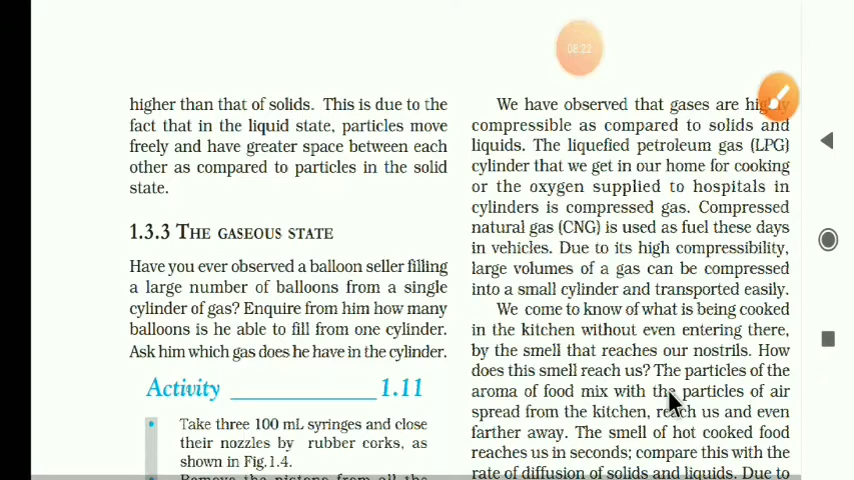 08:22
higher than that of solids. This is due to the
fact that in the liquid state, particles move
freely and have greater space between each
other as compared to particles in the solid
state.
1.3.3 THE GASEOUS STATE
Have you ever observed a balloon seller filling
a large number of balloons from a single
cylinder of gas? Enquire from him how many
balloons is he able to fill from one cylinder.
Ask him which gas does he have in the cylinder.
Activity ______________ 1.11
• Take three 100 mL syringes and close
their nozzles by rubber corks, as
shown in Fig.1.4.
• Remove the pistons from all the
We have observed that gases are highly
compressible as compared to solids and
liquids. The liquefied petroleum gas (LPG)
cylinder that we get in our home for cooking
or the oxygen supplied to hospitals in
cylinders is compressed gas. Compressed
natural gas (CNG) is used as fuel these days
in vehicles. Due to its high compressibility,
large volumes of a gas can be compressed
into a small cylinder and transported easily.
We come to know of what is being cooked
in the kitchen without even entering there,
by the smell that reaches our nostrils. How
does this smell reach us? The particles of the
aroma of food mix with the particles of air
spread from the kitchen, reach us and even
farther away. The smell of hot cooked food
reaches us in seconds; compare this with the
rate of diffusion of solids and liquids. Due to